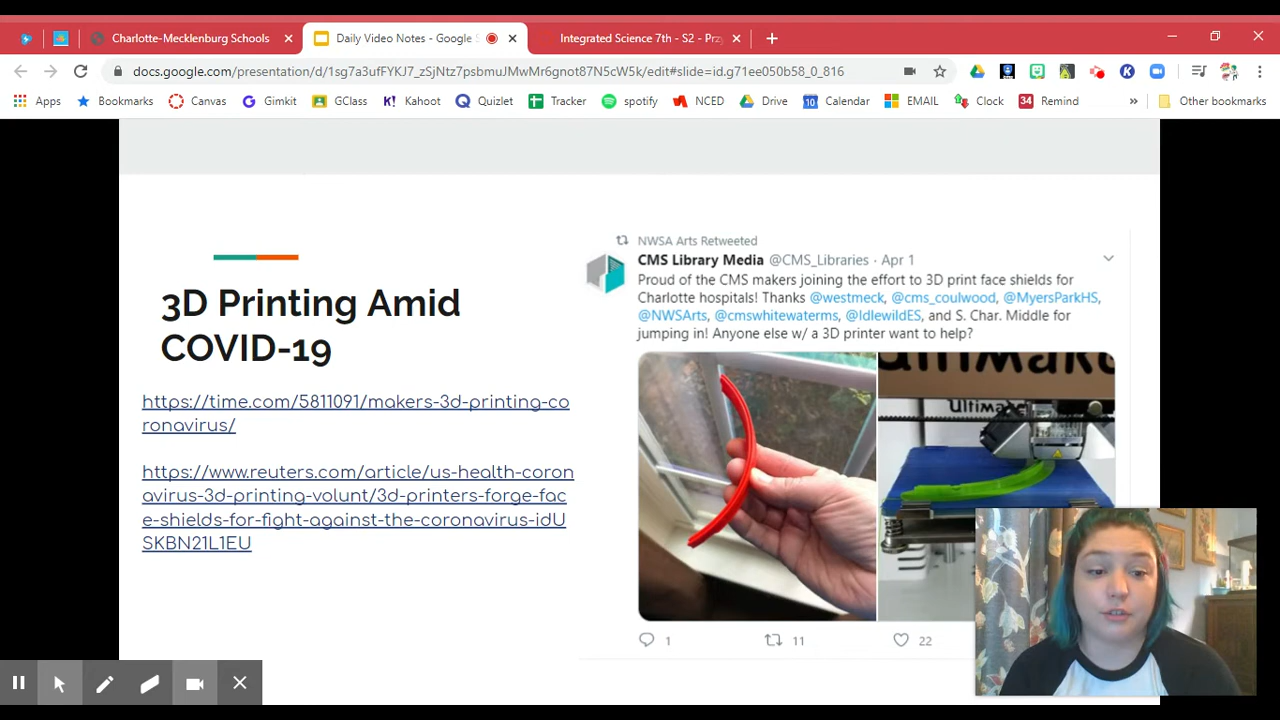 Charlotte-Mecklenburg Schools
Daily Video Notes - Google S
Integrated Science 7th - S2 - Prz
docs.google.com/presentation/d/1sr7a3ifFYKJ7_zSjNtz7psbmuJMwMr6gnot87N5cW5k/edit#slide=id.g71ee050b58_0_816
Apps Bookmarks Canvas Gimkit GClass Kahoot Quizlet Tracker spotify NCED Drive 10 Calendar EMAIL Clock 34 Remind » Other bookmarks
3D Printing Amid
COVID-19
https://time.com/5811091/makers-3d-printing-co
ronavirus/
https://www.reuters.com/article/us-health-coron
avirus-3d-printing-volunt/3d-printers-forge-fac
e-shields-for-fight-against-the-coronavirus-idU
SKBN21L1EU
NWSA Arts Retweeted
CMS Library Media @CMS_Libraries · Apr 1
Proud of the CMS makers joining the effort to 3D print face shields for
Charlotte hospitals! Thanks @westmeck, @cms_coulwood, @MyersParkHS,
@NWSArts, @cmswhitewaterms, @IdlewildES, and S. Char. Middle for
jumping in! Anyone else w/ a 3D printer want to help?
Ultimak
Ultimak
1 11 22